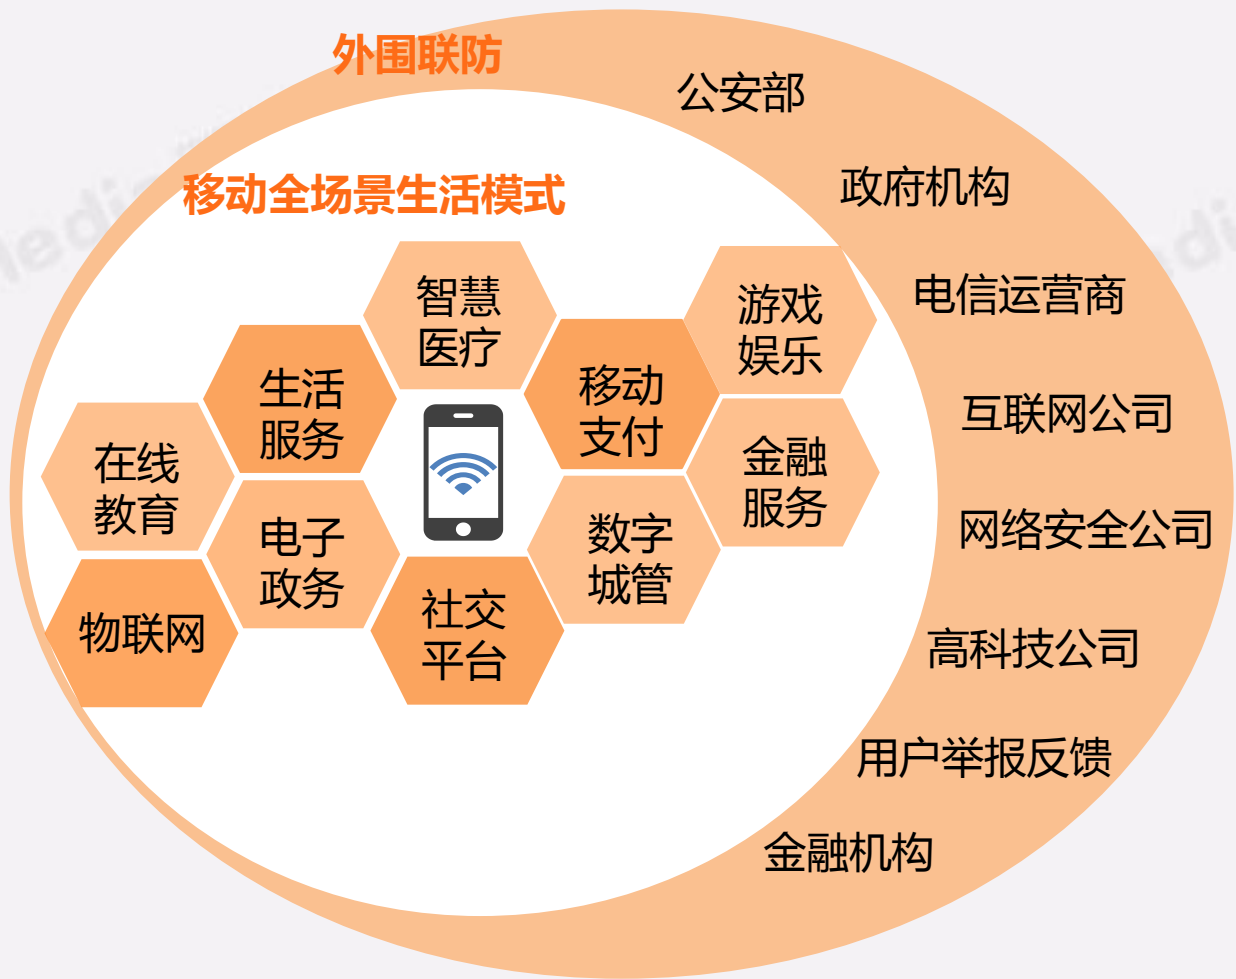 外围联防
公安部
政府机构
移动全场景生活模式
电信运营商
互联网公司
网络安全公司
高科技公司
用户举报反馈
金融机构
智慧
医疗
游戏
娱乐
生活
服务
移动
支付
在线
教育
金融
服务
电子
政务
数字
城管
物联网
社交
平台